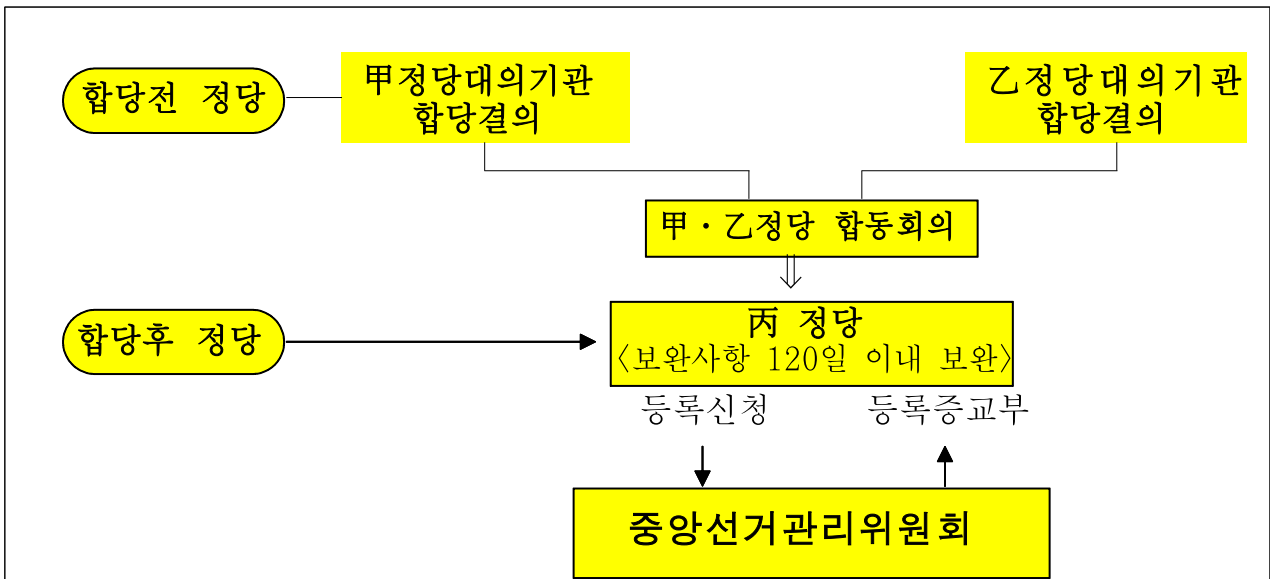 합당전 정당
甲정당대의기관
합당결의
乙정당대의기관
합당결의
甲·乙정당 합동회의
합당후 정당
丙 정당
〈보완사항 120일 이내 보완〉
등록신청
등록증교부
중앙선거관리위원회